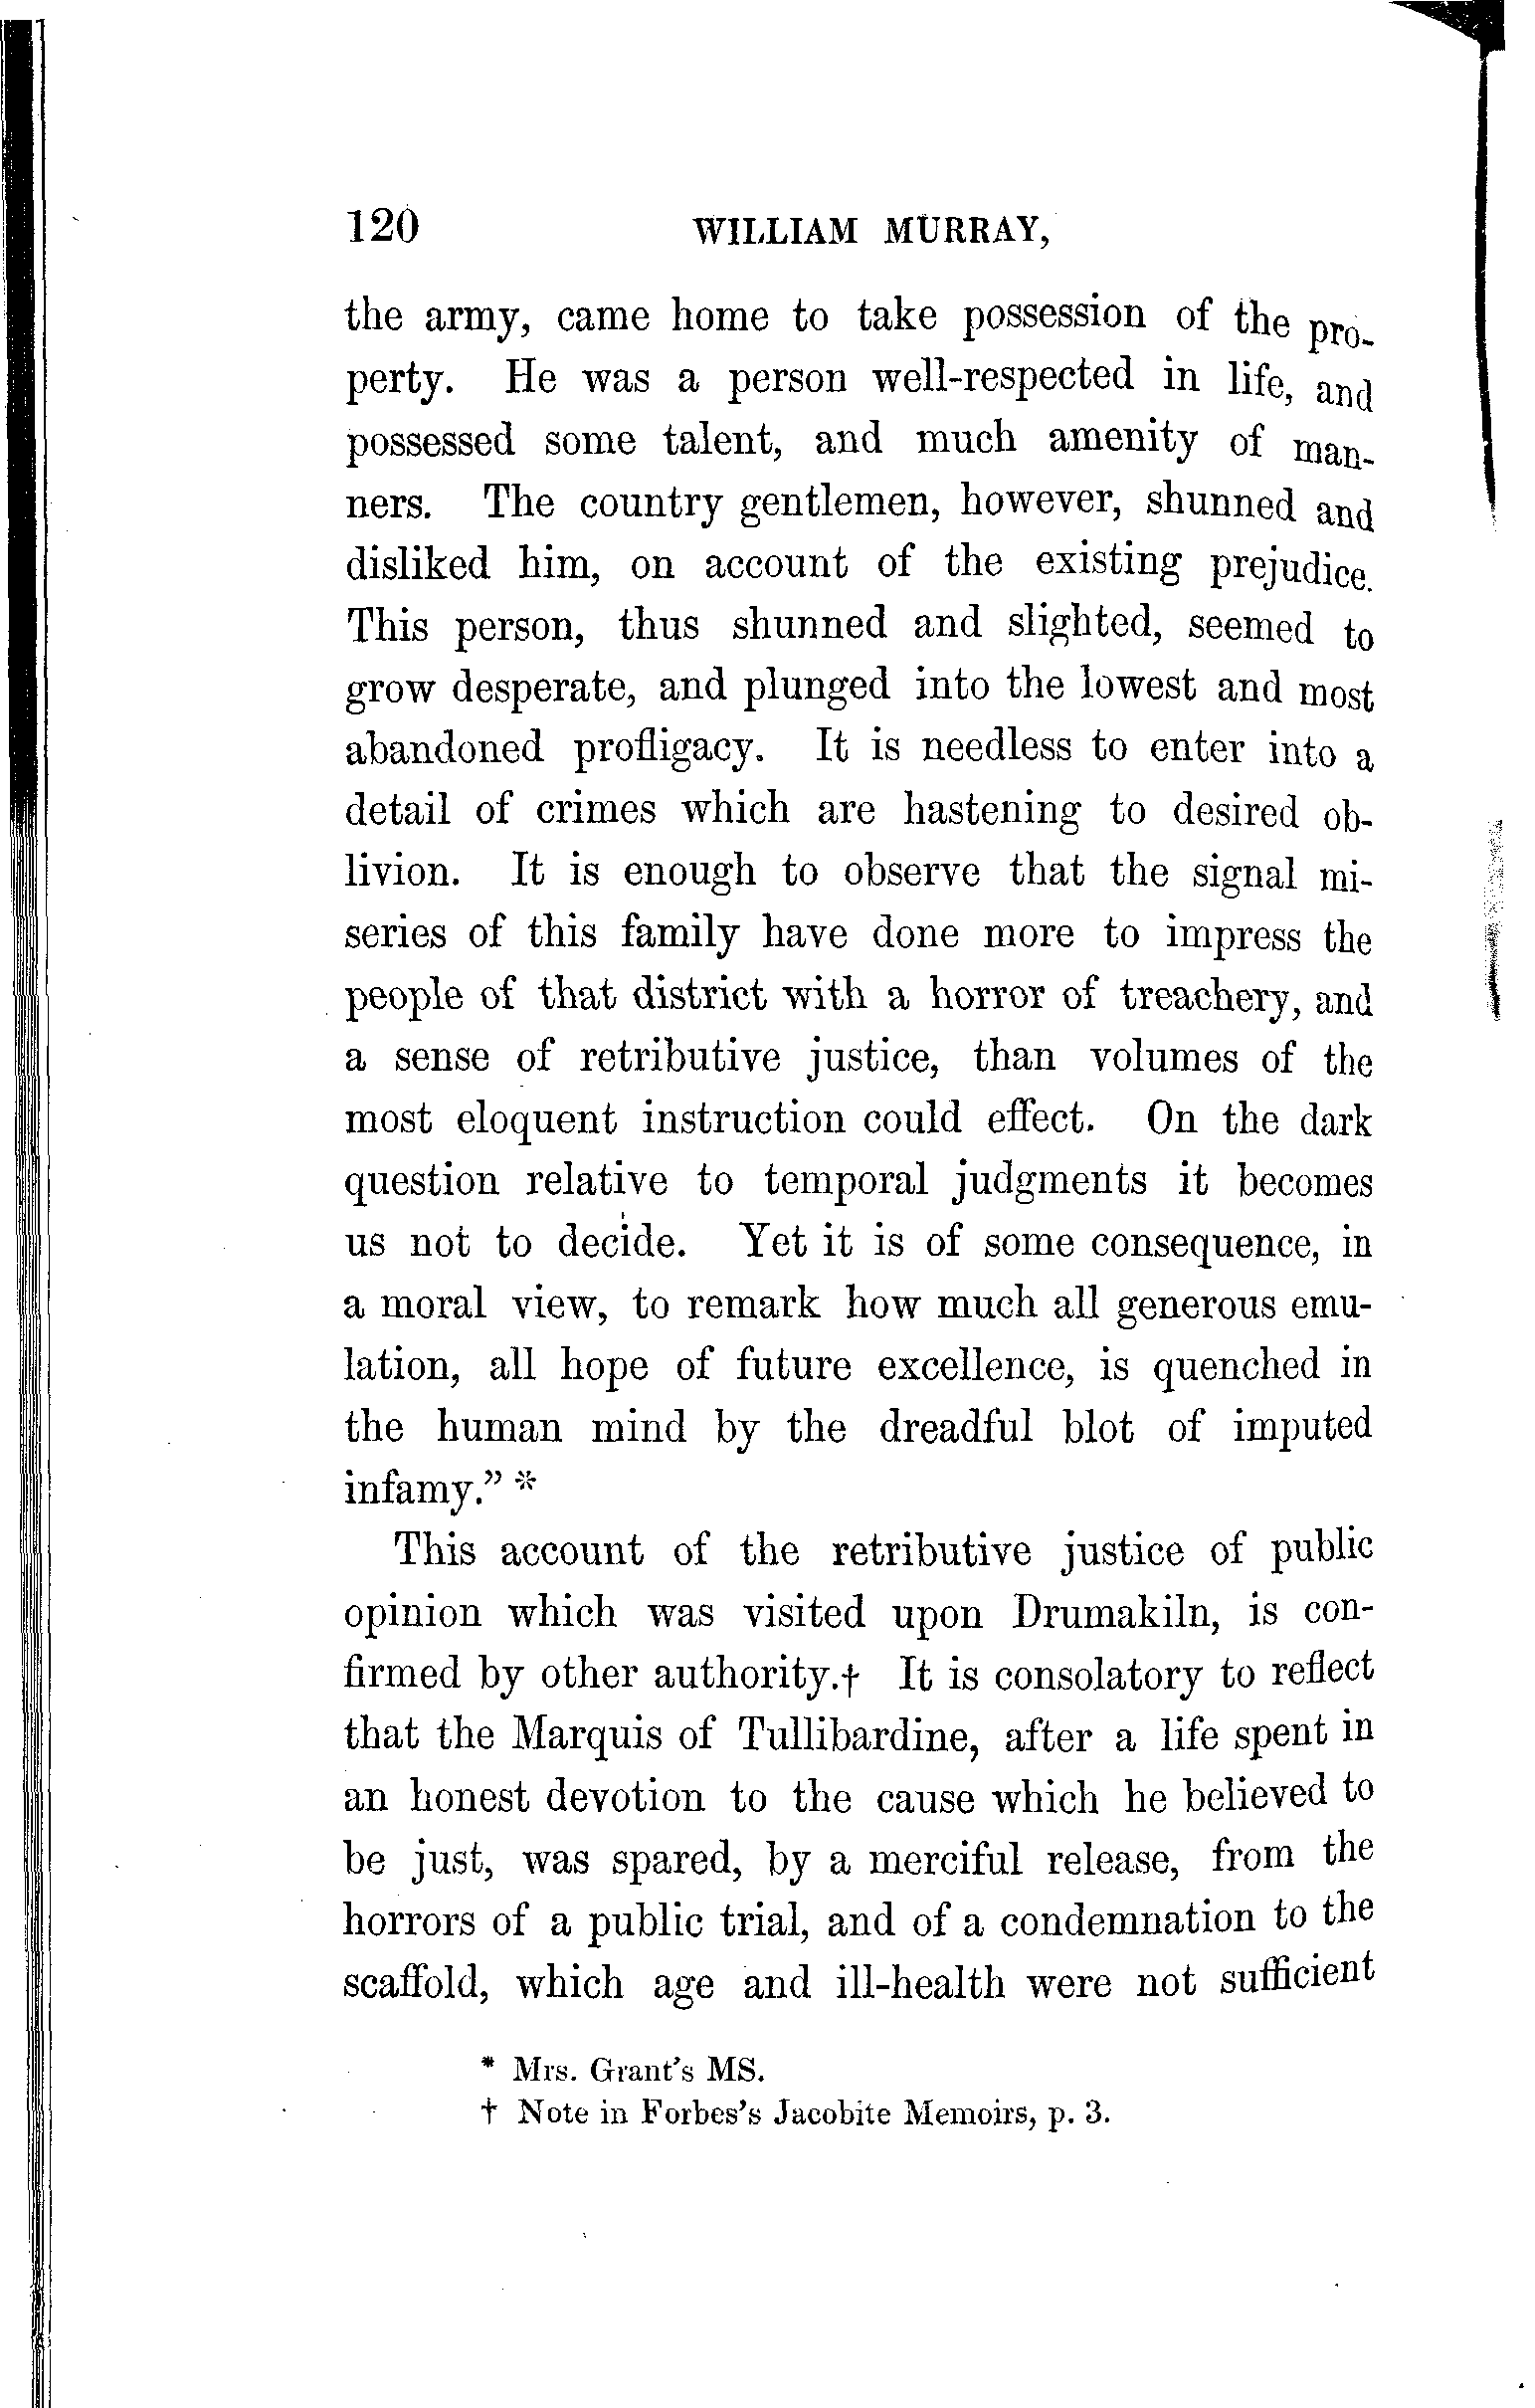 120 WILLIAM MURRAY,
the army, came home to take possession of the pro-
perty. He was a person well-respected in life, and
possessed some talent, and much amenity of man-
ners. The country gentlemen, however, shunned and
disliked him, on account of the existing prejudice.
This person, thus shunned and slighted, seemed to
grow desperate, and plunged into the lowest and most
abandoned profligacy. It is needless to enter into a
detail of crimes which are hastening to desired ob-
livion. It is enough to observe that the signal mi-
series of this family have done more to impress the
people of that district with a horror of treachery, and
a sense of retributive justice, than volumes of the
most eloquent instruction could effect. On the dark
question relative to temporal judgments it becomes
us not to decide. Yet it is of some consequence, in
a moral view, to remark how much all generous emu-
lation, all hope of future excellence, is quenched in
the human mind by the dreadful blot of imputed
infamy.” *
This account of the retributive justice of public
opinion which was visited upon Drumakiln, is con-
firmed by other authority.† It is consolatory to reflect
that the Marquis of Tullibardine, after a life spent in
an honest devotion to the cause which he believed to
be just, was spared, by a merciful release, from the
horrors of a public trial, and of a condemnation to the
scaffold, which age and ill-health were not sufficient
* Mrs. Grant’s MS.
† Note in Forbes’s Jacobite Memoirs, p. 3.